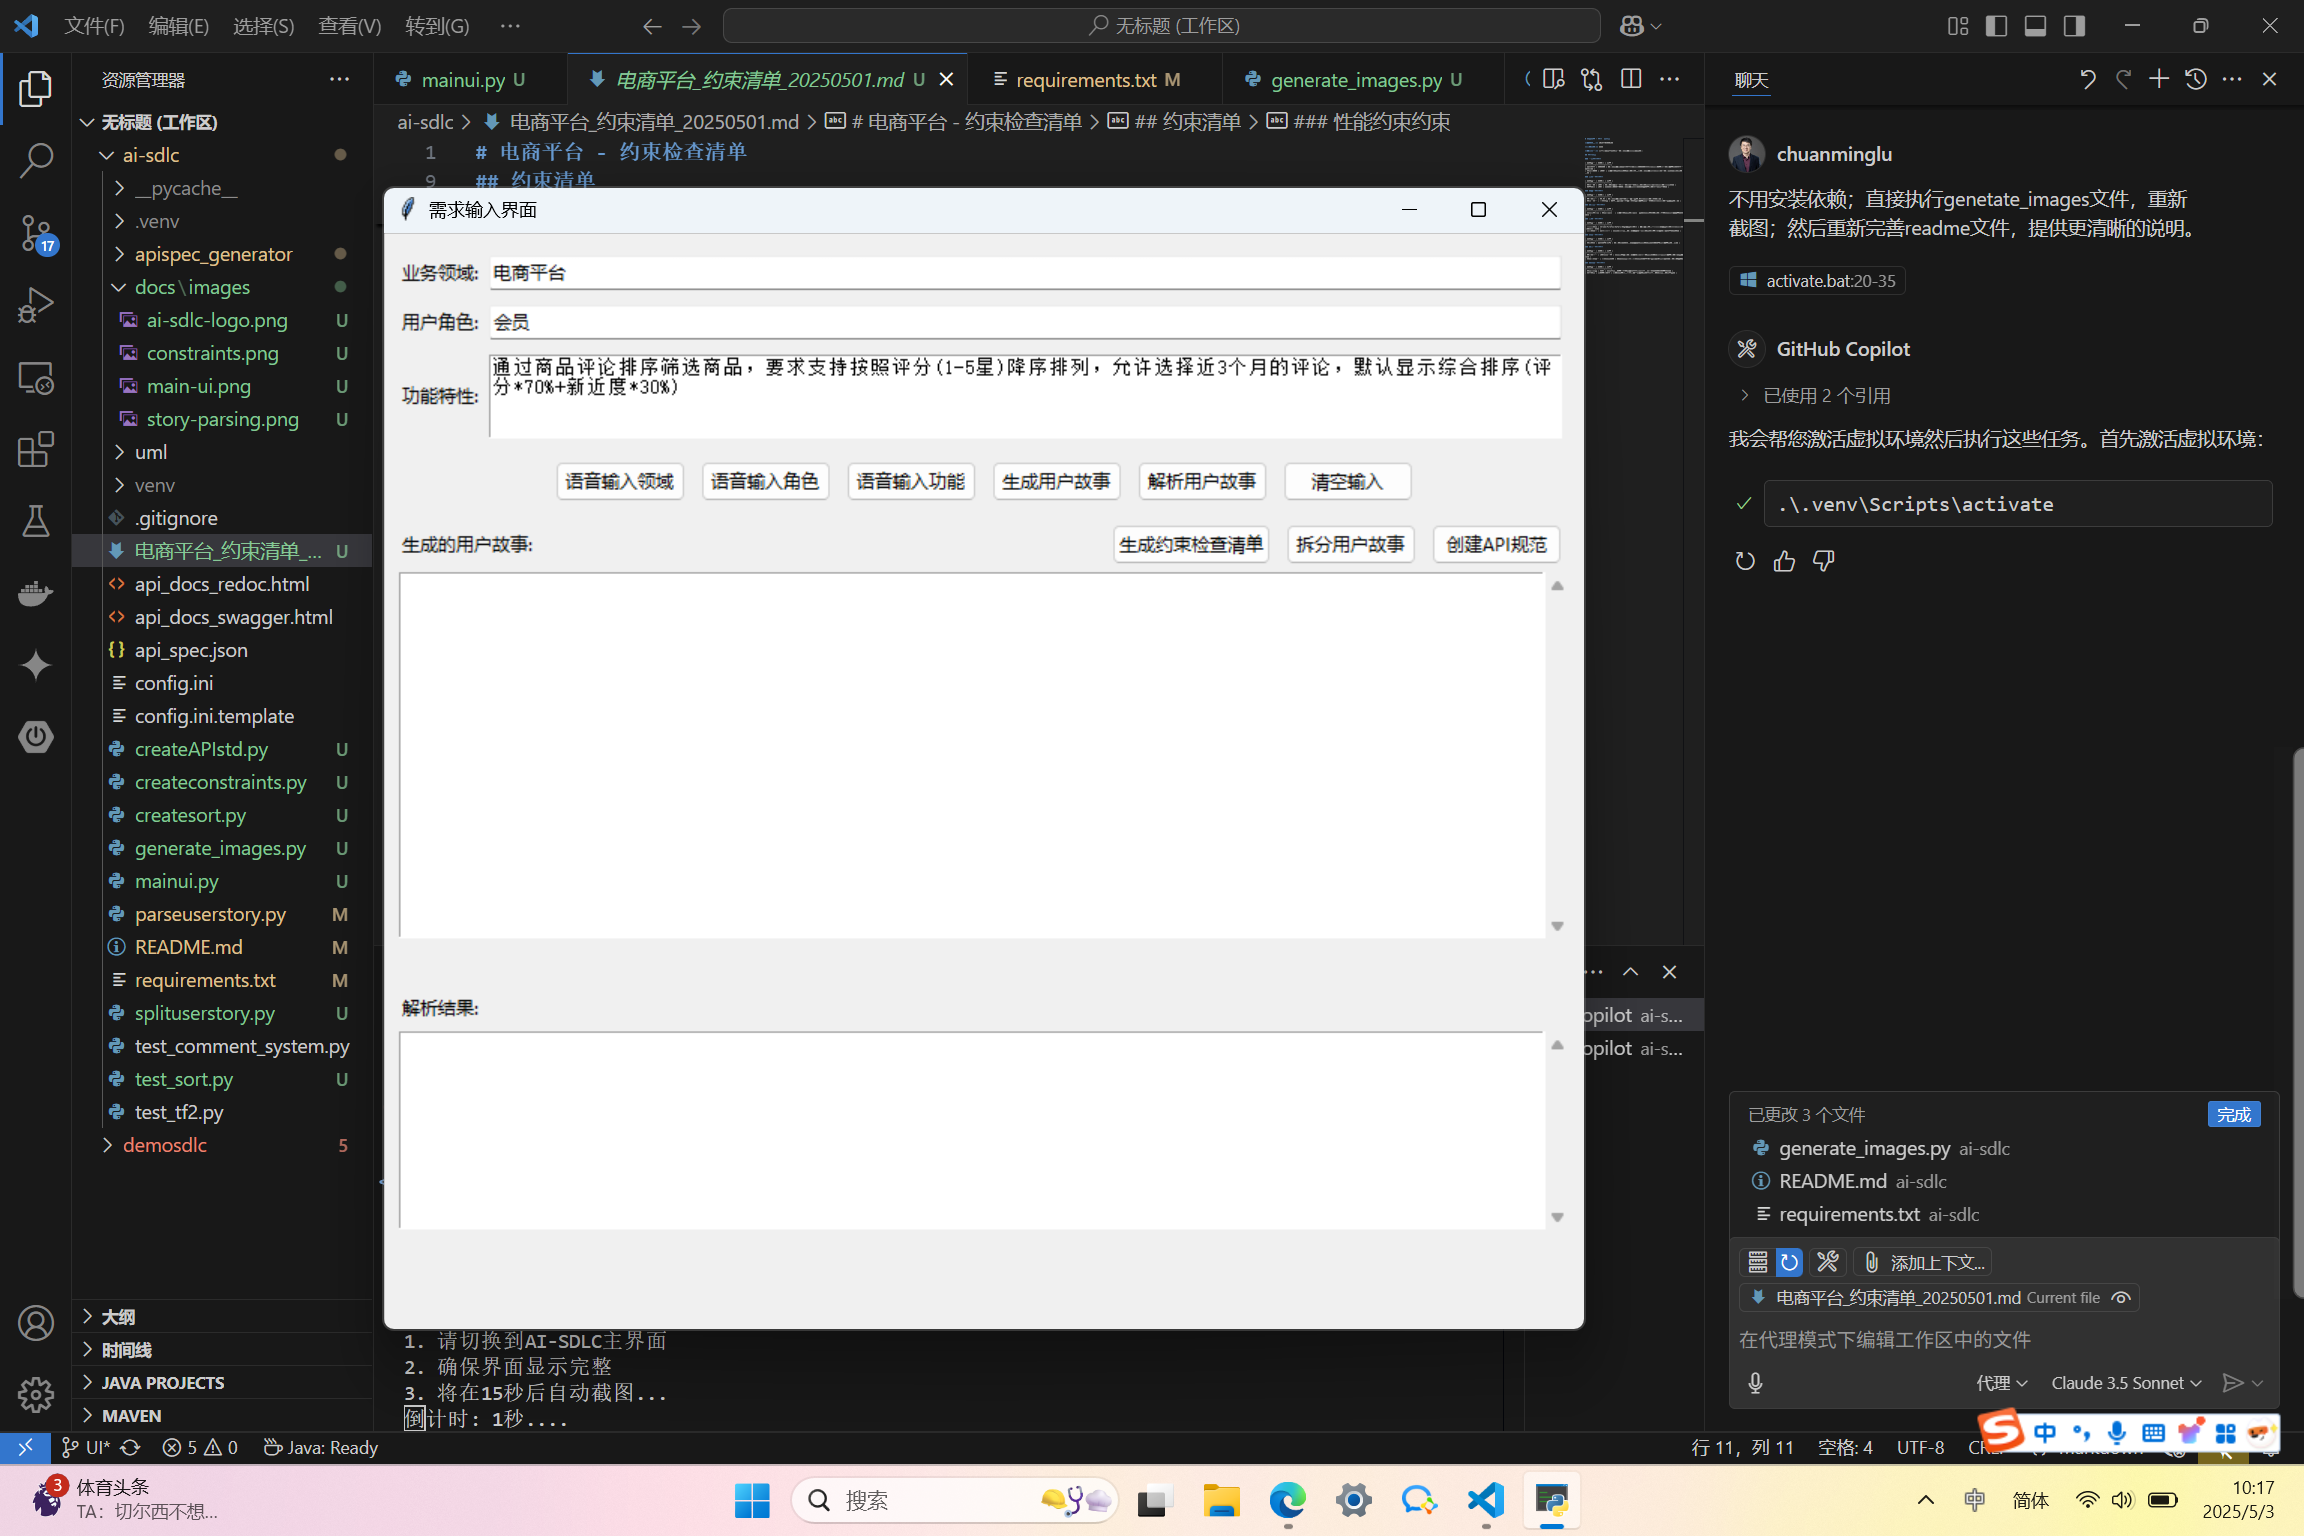 文件(F) 编辑(E) 选择(S) 查看(V) 转到(G) ···
无标题 (工作区)
资源管理器
无标题 (工作区)
ai-sdlc
__pycache__
.venv
apispec_generator
docs\images
ai-sdlc-logo.png U
constraints.png U
main-ui.png U
story-parsing.png U
uml
venv
.gitignore
电商平台_约束清单_... U
api_docs_redoc.html
api_docs_swagger.html
api_spec.json
config.ini
config.ini.template
createAPIstd.py U
createconstraints.py U
createsort.py U
generate_images.py U
mainui.py U
parseuserstory.py M
README.md M
requirements.txt M
splituserstory.py U
test_comment_system.py
test_sort.py U
test_tf2.py
demosdlc 5
大纲
时间线
JAVA PROJECTS
MAVEN
17
mainui.py U
电商平台_约束清单_20250501.md U
requirements.txt M
generate_images.py U
ai-sdlc > 电商平台_约束清单_20250501.md > # 电商平台 - 约束检查清单 > ## 约束清单 > ### 性能约束约束
1 # 电商平台 - 约束检查清单
9 ## 约束清单
需求输入界面
业务领域: 电商平台
用户角色: 会员
功能特性: 通过商品评论排序筛选商品，要求支持按照评分(1-5星)降序排列，允许选择近3个月的评论，默认显示综合排序(评
分*70%+新近度*30%)
语音输入领域 语音输入角色 语音输入功能 生成用户故事 解析用户故事 清空输入
生成的用户故事: 生成约束检查清单 拆分用户故事 创建API规范
解析结果:
opilot ai-s...
opilot ai-s...
1. 请切换到AI-SDLC主界面
2. 确保界面显示完整
3. 将在15秒后自动截图...
倒计时: 1秒....
聊天
chuanminglu
不用安装依赖；直接执行genetate_images文件，重新
截图；然后重新完善readme文件，提供更清晰的说明。
activate.bat:20-35
GitHub Copilot
已使用 2 个引用
我会帮您激活虚拟环境然后执行这些任务。首先激活虚拟环境：
.\.venv\Scripts\activate
已更改 3 个文件 完成
generate_images.py ai-sdlc
README.md ai-sdlc
requirements.txt ai-sdlc
添加上下文...
电商平台_约束清单_20250501.md Current file
在代理模式下编辑工作区中的文件
代理 Claude 3.5 Sonnet
UI* 5 0 Java: Ready
行 11，列 11 空格: 4 UTF-8
中
3
体育头条
TA：切尔西不想...
搜索
中 简体
10:17
2025/5/3